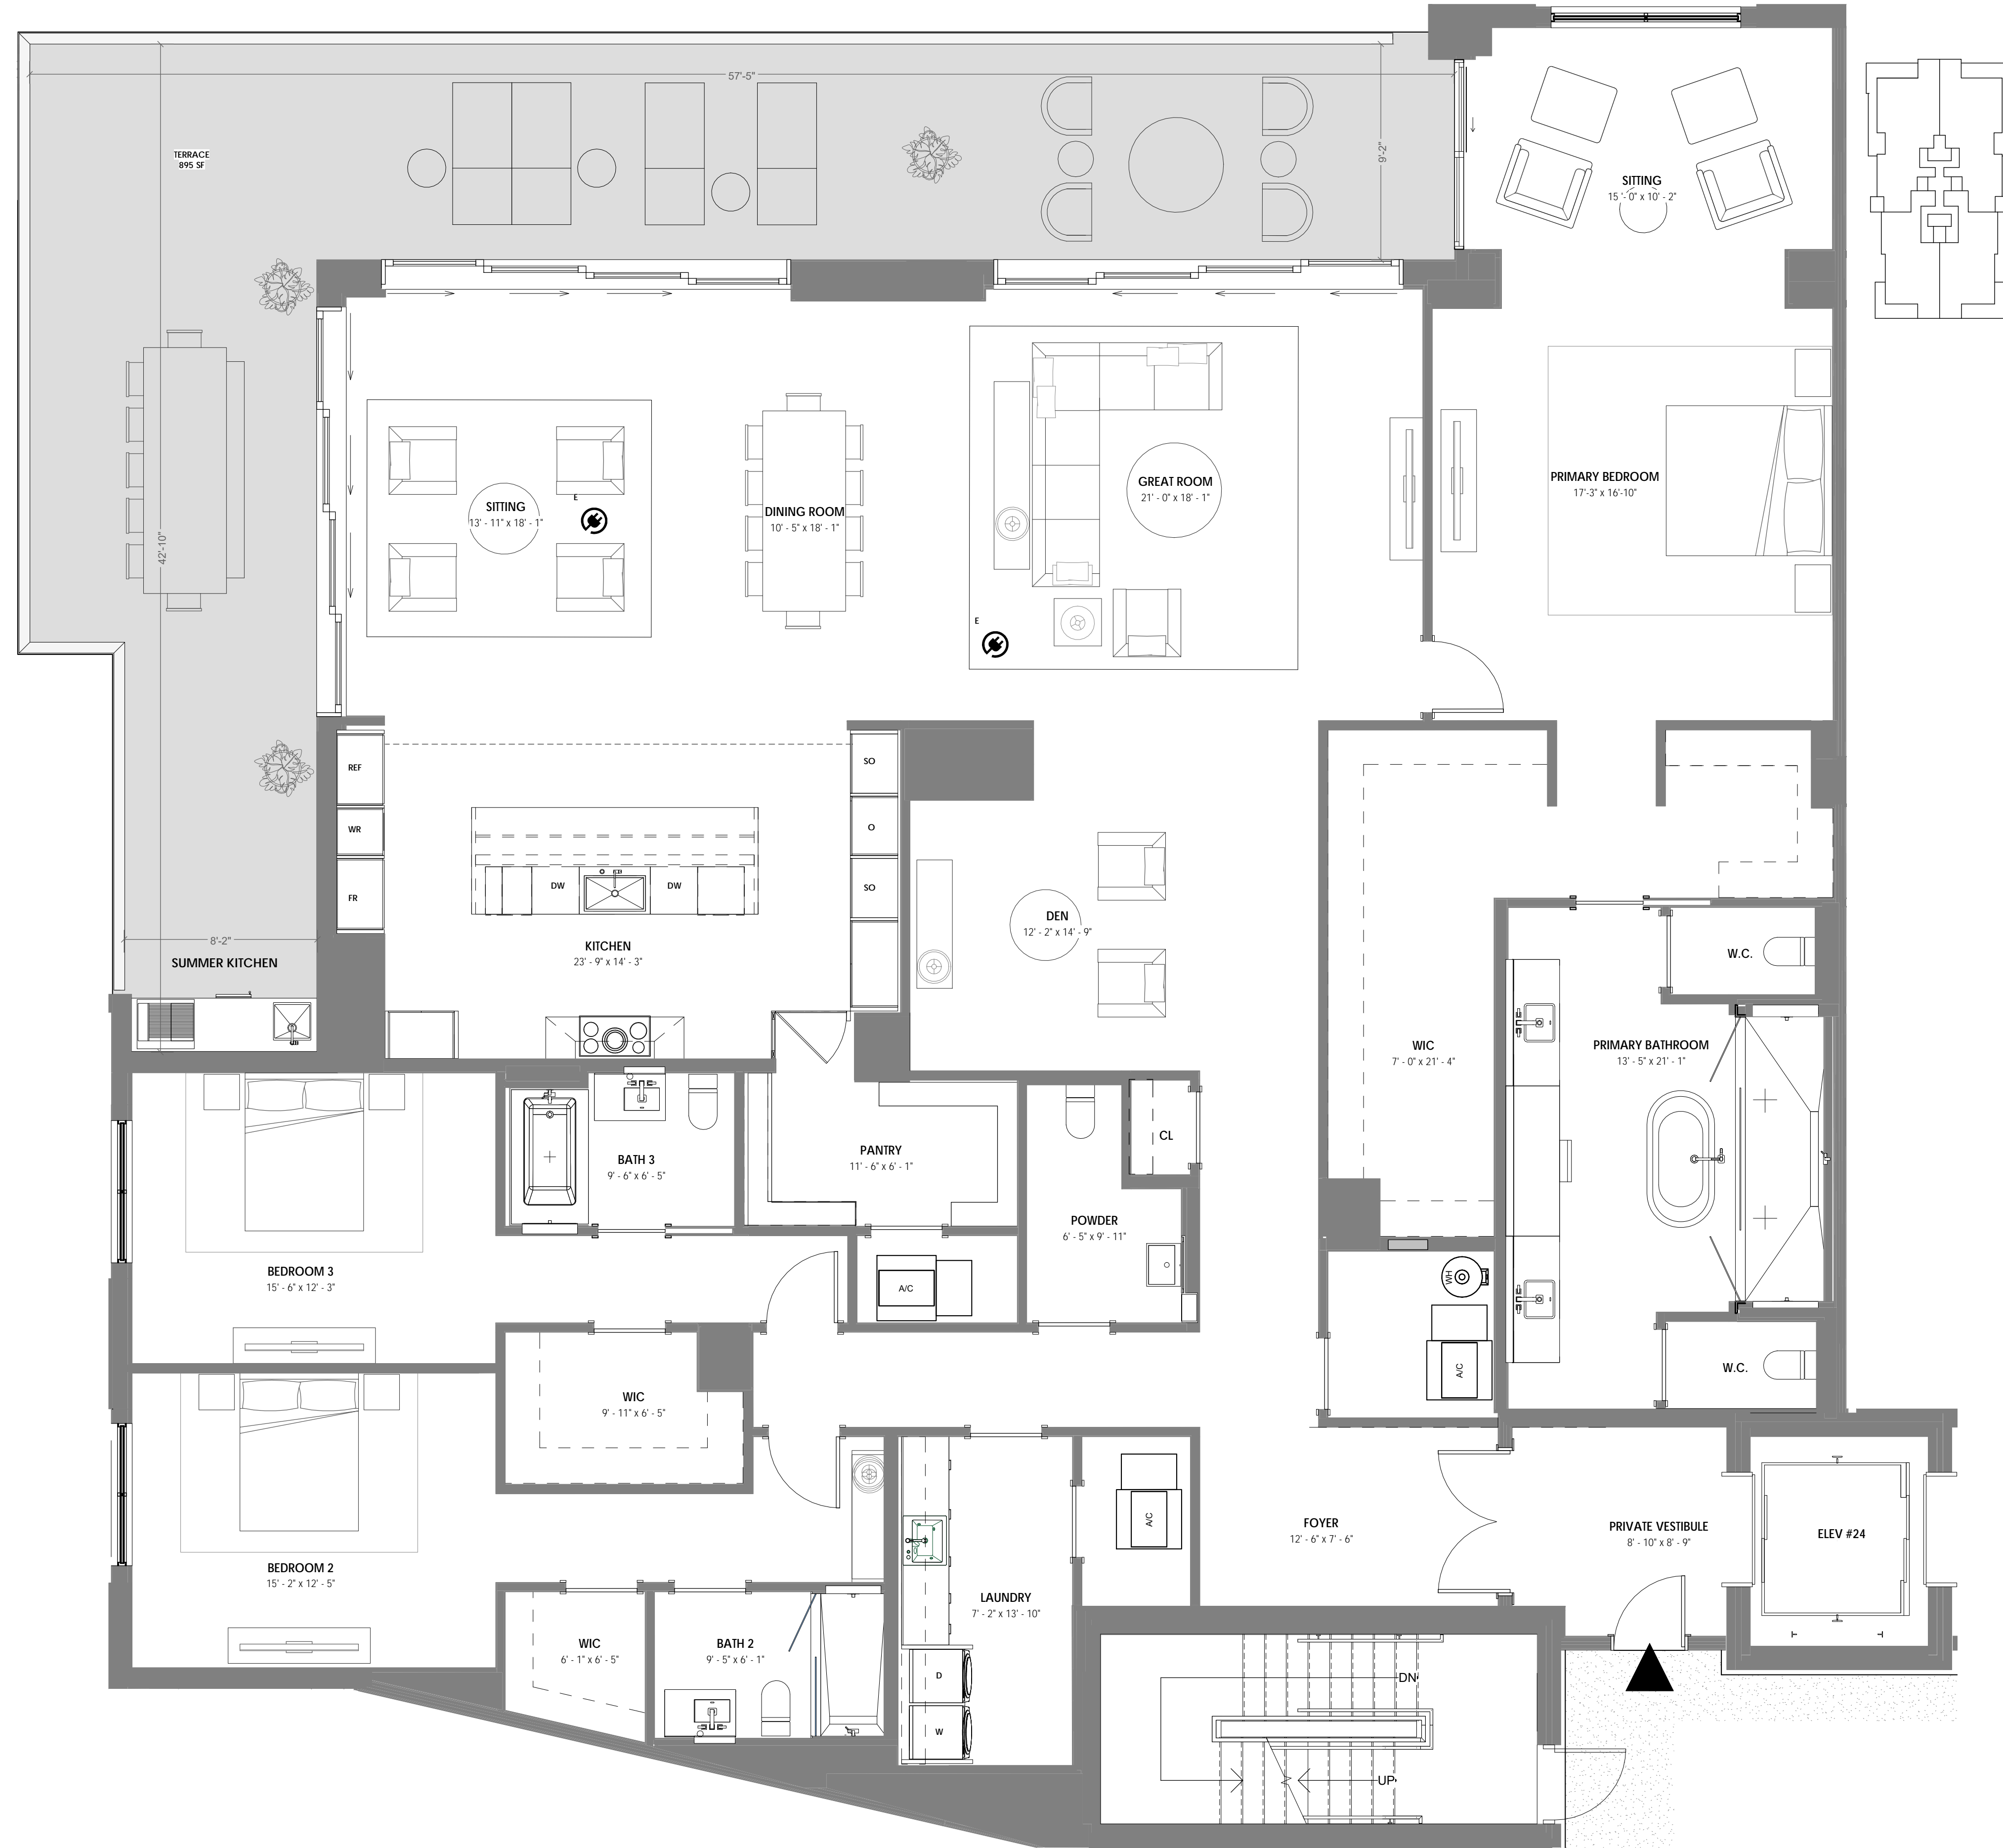 57'-5"
9'-2"
TERRACE
895 SF
SITTING
15 '- 0" x 10' - 2"
42'-10"
SITTING
13' - 11" x 18' - 1"
E
DINING ROOM
10' - 5" x 18' - 1"
GREAT ROOM
21' - 0" x 18' - 1"
E
PRIMARY BEDROOM
17'-3" x 16'-10"
REF
WR
FR
SO
O
SO
DW
DW
KITCHEN
23' - 9" x 14' - 3"
DEN
12' - 2" x 14' - 9"
8'-2"
SUMMER KITCHEN
W.C.
WIC
7' - 0" x 21' - 4"
PRIMARY BATHROOM
13' - 5" x 21' - 1"
BATH 3
9' - 6" x 6' - 5"
PANTRY
11' - 6" x 6' - 1"
CL
POWDER
6' - 5" x 9' - 11"
BEDROOM 3
15' - 6" x 12' - 3"
A/C
WH
A/C
W.C.
WIC
9' - 11" x 6' - 5"
BEDROOM 2
15' - 2" x 12' - 5"
A/C
FOYER
12' - 6" x 7' - 6"
PRIVATE VESTIBULE
8' - 10" x 8' - 9"
ELEV #24
LAUNDRY
7' - 2" x 13' - 10"
WIC
6' - 1" x 6' - 5"
BATH 2
9' - 5" x 6' - 1"
D
W
DN
UP